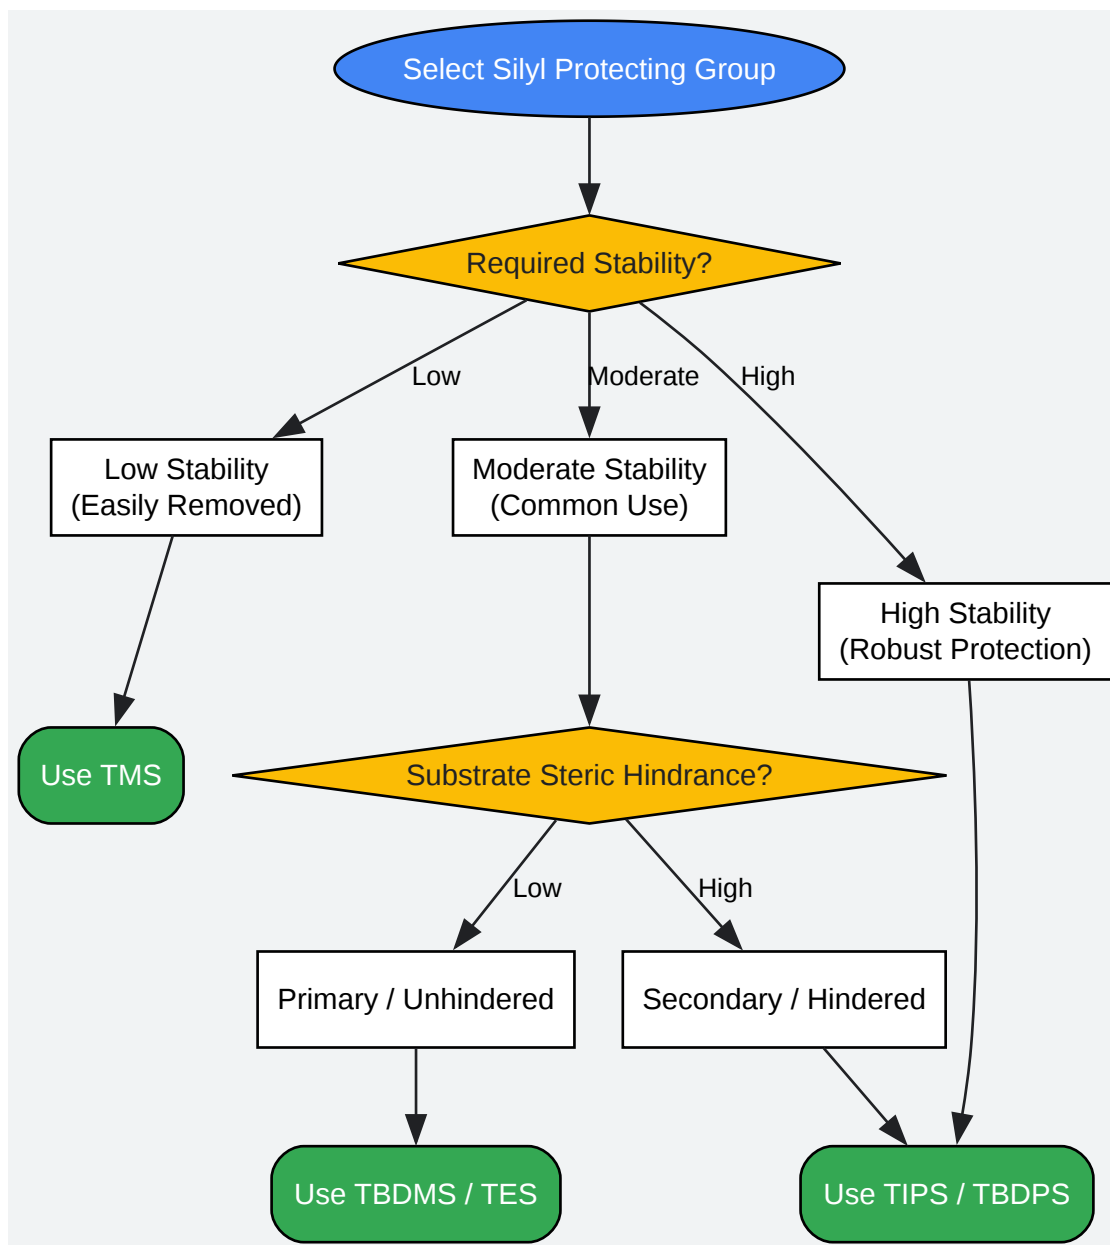 Select Silyl Protecting Group
Required Stability?
Low
Moderate
High
Low Stability
(Easily Removed)
Moderate Stability
(Common Use)
High Stability
(Robust Protection)
Use TMS
Substrate Steric Hindrance?
Low
High
Primary / Unhindered
Secondary / Hindered
Use TBDMS / TES
Use TIPS / TBDPS